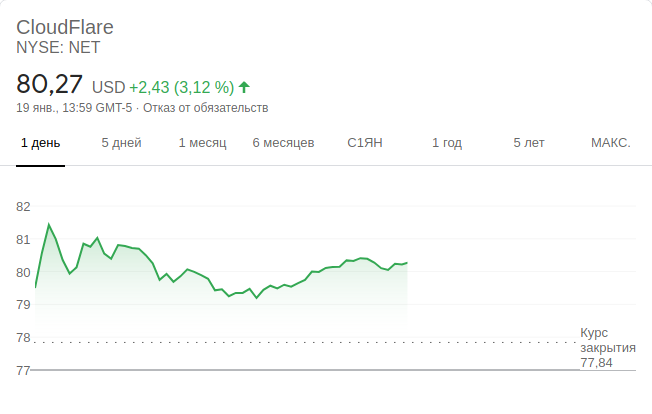 CloudFlare
NYSE: NET
80,27 USD +2,43 (3,12 %)
19 янв., 13:59 GMT-5 · Отказ от обязательств
1 день 5 дней 1 месяц 6 месяцев С1ЯН 1 год 5 лет МАКС.
82
81
80
79
78
Курс
закрытия
77,84
77